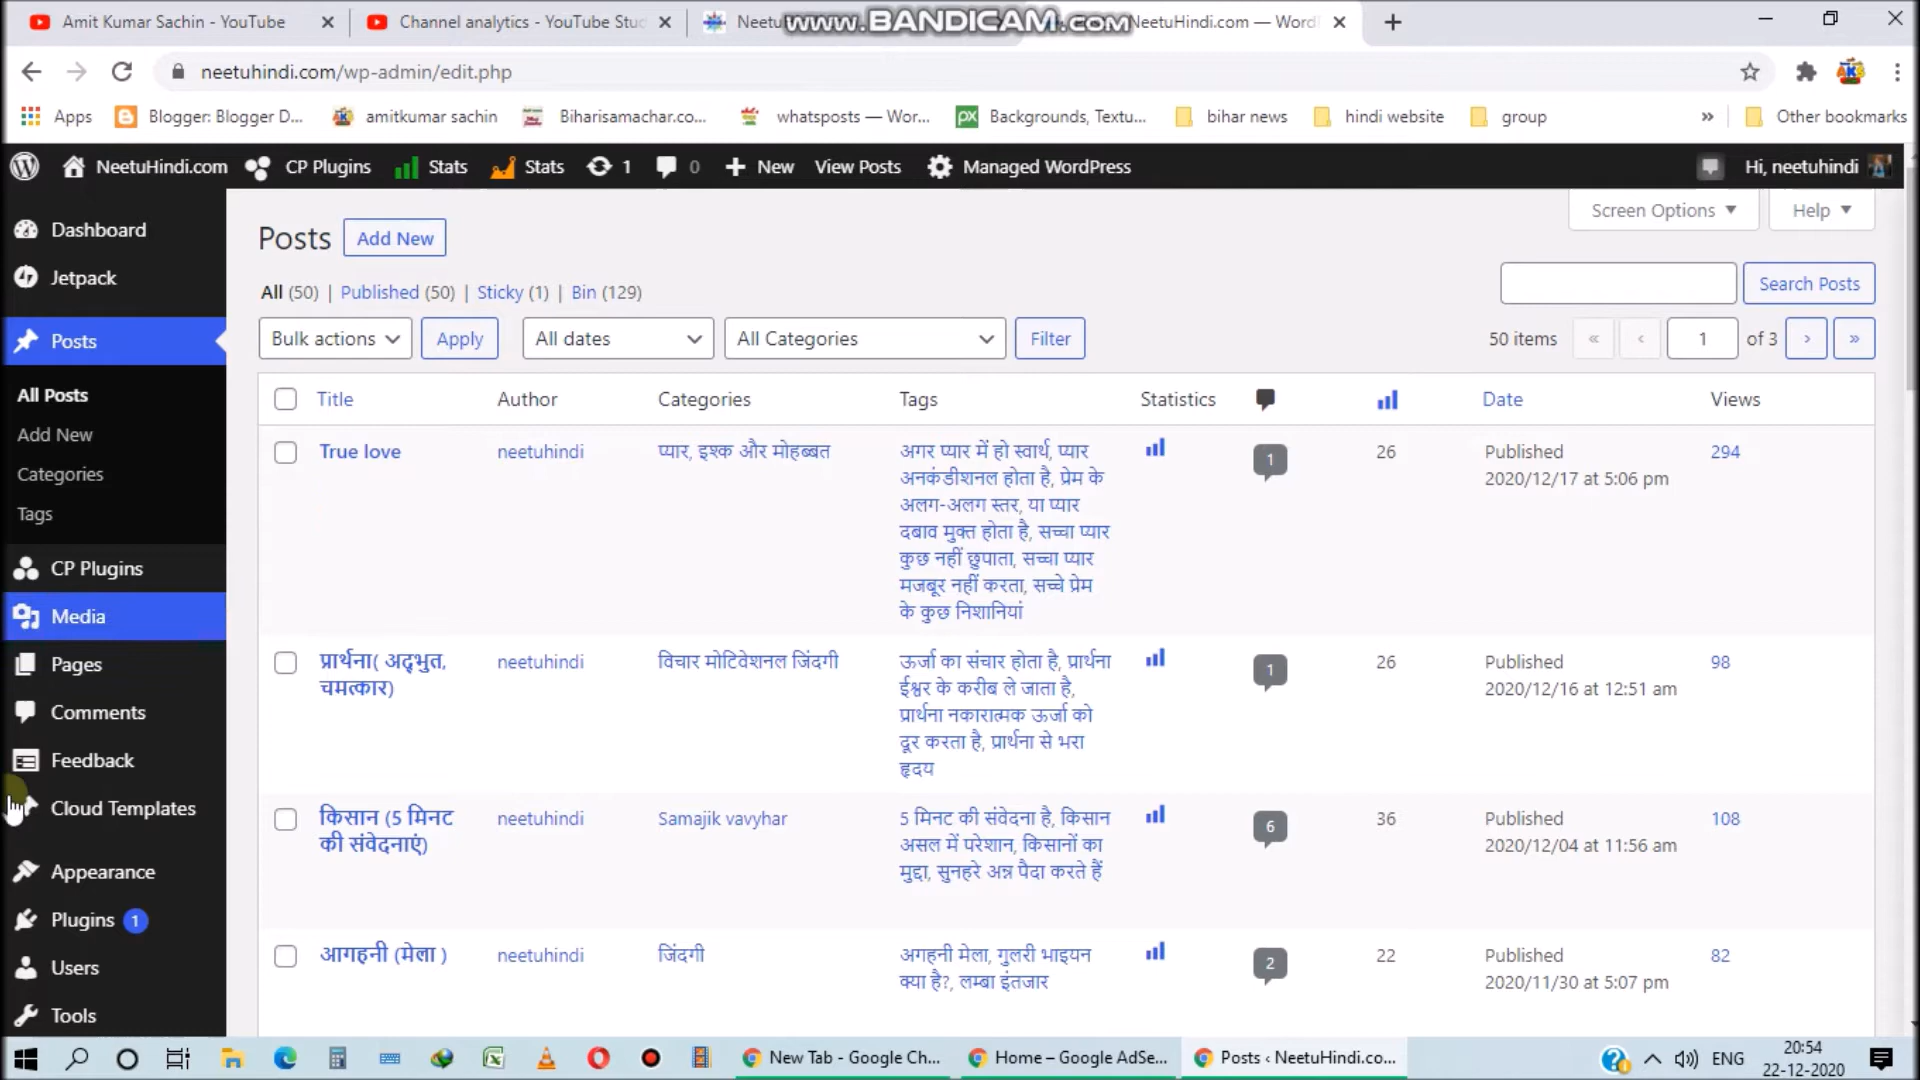 Amit Kumar Sachin - YouTube
Channel analytics - YouTube Stu
Neetu
NeetuHindi.com — Word
www.BANDICAM.com
neetuhindi.com/wp-admin/edit.php
Apps
Blogger: Blogger D...
amitkumar sachin
Biharisamachar.co...
whatsposts — Wor...
Backgrounds, Textu...
bihar news
hindi website
group
»
Other bookmarks
NeetuHindi.com
CP Plugins
Stats
Stats
1
0
New
View Posts
Managed WordPress
Hi, neetuhindi
Dashboard
Jetpack
Posts
All Posts
Add New
Categories
Tags
CP Plugins
Media
Pages
Comments
Feedback
Cloud Templates
Appearance
Plugins 1
Users
Tools
Screen Options
Help
Posts Add New
All (50) | Published (50) | Sticky (1) | Bin (129)
Search Posts
Bulk actions Apply All dates All Categories Filter
50 items « ‹ 1 of 3 › »
Title Author Categories Tags Statistics Date Views
True love
neetuhindi
प्यार, इश्क और मोहब्बत
अगर प्यार में हो स्वार्थ, प्यार
अनकंडीशनल होता है, प्रेम के
अलग-अलग स्तर, या प्यार
दबाव मुक्त होता है, सच्चा प्यार
कुछ नहीं छुपाता, सच्चा प्यार
मजबूर नहीं करता, सच्चे प्रेम
के कुछ निशानियां
1
26
Published
2020/12/17 at 5:06 pm
294
प्रार्थना( अद्भुत,
चमत्कार)
neetuhindi
विचार मोटिवेशनल जिंदगी
ऊर्जा का संचार होता है, प्रार्थना
ईश्वर के करीब ले जाता है,
प्रार्थना नकारात्मक ऊर्जा को
दूर करता है, प्रार्थना से भरा
हृदय
1
26
Published
2020/12/16 at 12:51 am
98
किसान (5 मिनट
की संवेदनाएं)
neetuhindi
Samajik vavyhar
5 मिनट की संवेदना है, किसान
असल में परेशान, किसानों का
मुद्दा, सुनहरे अन्न पैदा करते हैं
6
36
Published
2020/12/04 at 11:56 am
108
आगहनी (मेला )
neetuhindi
जिंदगी
अगहनी मेला, गुलरी भाइयन
क्या है?, लम्बा इंतजार
2
22
Published
2020/11/30 at 5:07 pm
82
New Tab - Google Ch...
Home – Google AdSe...
Posts ‹ NeetuHindi.co...
ENG
20:54
22-12-2020